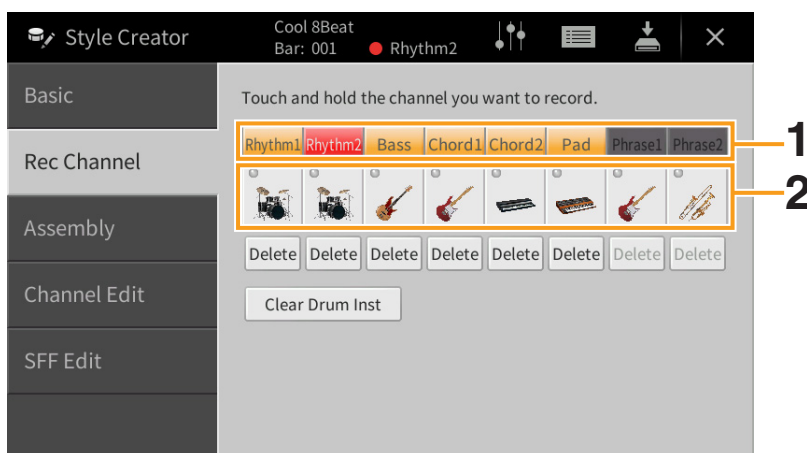 Style Creator
Cool 8Beat
Bar: 001 Rhythm2
Basic
Rec Channel
Assembly
Channel Edit
SFF Edit
Touch and hold the channel you want to record.
Rhythm1 Rhythm2 Bass Chord1 Chord2 Pad Phrase1 Phrase2
1
2
Delete Delete Delete Delete Delete Delete Delete Delete
Clear Drum Inst